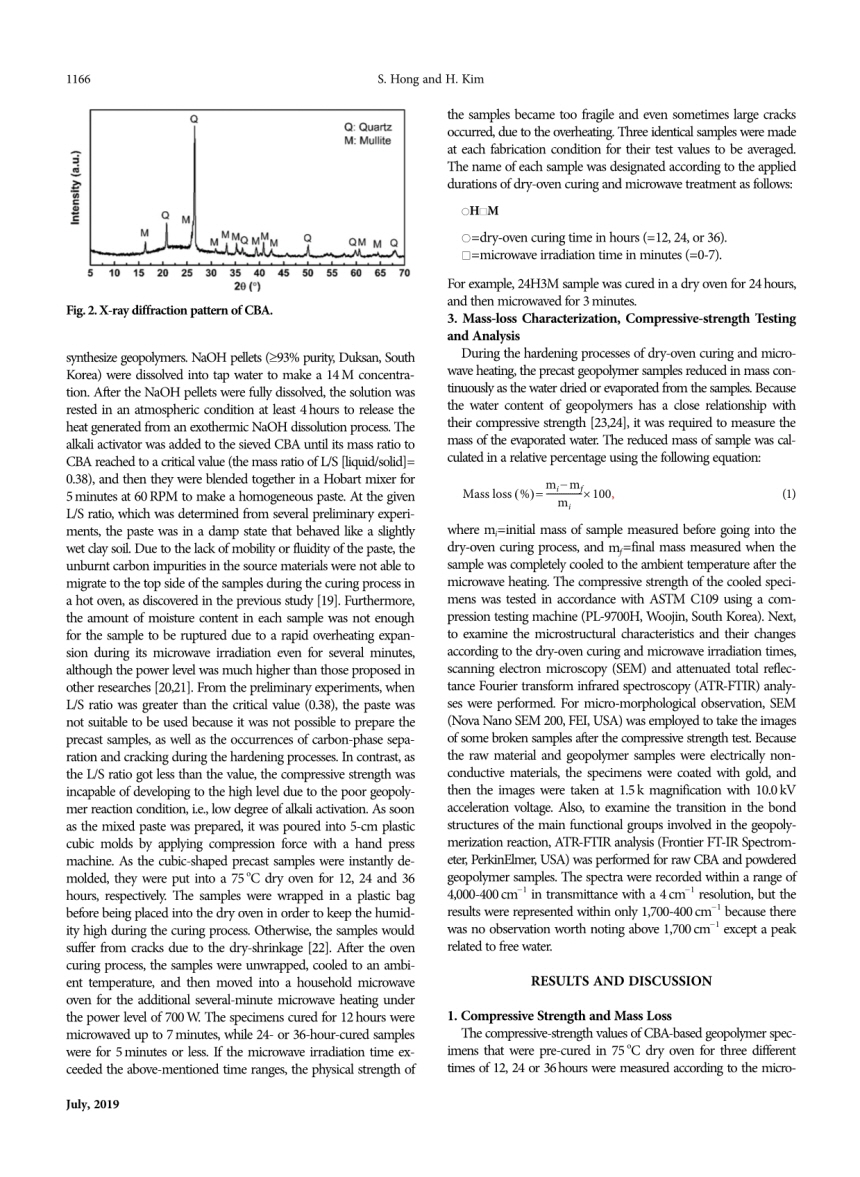 1166
S. Hong and H. Kim
Q
Q: Quartz
M: Mullite
Intensity (a.u.)
M
Q
M
M
M
M
Q
M
M
M
Q
Q
M
M
Q
5 10 15 20 25 30 35 40 45 50 55 60 65 70
2θ (°)
Fig. 2. X-ray diffraction pattern of CBA.
synthesize geopolymers. NaOH pellets (≥93% purity, Duksan, South
Korea) were dissolved into tap water to make a 14 M concentra-
tion. After the NaOH pellets were fully dissolved, the solution was
rested in an atmospheric condition at least 4 hours to release the
heat generated from an exothermic NaOH dissolution process. The
alkali activator was added to the sieved CBA until its mass ratio to
CBA reached to a critical value (the mass ratio of L/S [liquid/solid]=
0.38), and then they were blended together in a Hobart mixer for
5 minutes at 60 RPM to make a homogeneous paste. At the given
L/S ratio, which was determined from several preliminary experi-
ments, the paste was in a damp state that behaved like a slightly
wet clay soil. Due to the lack of mobility or fluidity of the paste, the
unburnt carbon impurities in the source materials were not able to
migrate to the top side of the samples during the curing process in
a hot oven, as discovered in the previous study [19]. Furthermore,
the amount of moisture content in each sample was not enough
for the sample to be ruptured due to a rapid overheating expan-
sion during its microwave irradiation even for several minutes,
although the power level was much higher than those proposed in
other researches [20,21]. From the preliminary experiments, when
L/S ratio was greater than the critical value (0.38), the paste was
not suitable to be used because it was not possible to prepare the
precast samples, as well as the occurrences of carbon-phase sepa-
ration and cracking during the hardening processes. In contrast, as
the L/S ratio got less than the value, the compressive strength was
incapable of developing to the high level due to the poor geopoly-
mer reaction condition, i.e., low degree of alkali activation. As soon
as the mixed paste was prepared, it was poured into 5-cm plastic
cubic molds by applying compression force with a hand press
machine. As the cubic-shaped precast samples were instantly de-
molded, they were put into a 75 °C dry oven for 12, 24 and 36
hours, respectively. The samples were wrapped in a plastic bag
before being placed into the dry oven in order to keep the humid-
ity high during the curing process. Otherwise, the samples would
suffer from cracks due to the dry-shrinkage [22]. After the oven
curing process, the samples were unwrapped, cooled to an ambi-
ent temperature, and then moved into a household microwave
oven for the additional several-minute microwave heating under
the power level of 700 W. The specimens cured for 12 hours were
microwaved up to 7 minutes, while 24- or 36-hour-cured samples
were for 5 minutes or less. If the microwave irradiation time ex-
ceeded the above-mentioned time ranges, the physical strength of
the samples became too fragile and even sometimes large cracks
occurred, due to the overheating. Three identical samples were made
at each fabrication condition for their test values to be averaged.
The name of each sample was designated according to the applied
durations of dry-oven curing and microwave treatment as follows:
○H□M
○=dry-oven curing time in hours (=12, 24, or 36).
□=microwave irradiation time in minutes (=0-7).
For example, 24H3M sample was cured in a dry oven for 24 hours,
and then microwaved for 3 minutes.
3. Mass-loss Characterization, Compressive-strength Testing
and Analysis
During the hardening processes of dry-oven curing and micro-
wave heating, the precast geopolymer samples reduced in mass con-
tinuously as the water dried or evaporated from the samples. Because
the water content of geopolymers has a close relationship with
their compressive strength [23,24], it was required to measure the
mass of the evaporated water. The reduced mass of sample was cal-
culated in a relative percentage using the following equation:
Mass loss (%) = (mᵢ − m_f)/mᵢ × 100, (1)
where mᵢ=initial mass of sample measured before going into the
dry-oven curing process, and m_f=final mass measured when the
sample was completely cooled to the ambient temperature after the
microwave heating. The compressive strength of the cooled speci-
mens was tested in accordance with ASTM C109 using a com-
pression testing machine (PL-9700H, Woojin, South Korea). Next,
to examine the microstructural characteristics and their changes
according to the dry-oven curing and microwave irradiation times,
scanning electron microscopy (SEM) and attenuated total reflec-
tance Fourier transform infrared spectroscopy (ATR-FTIR) analy-
ses were performed. For micro-morphological observation, SEM
(Nova Nano SEM 200, FEI, USA) was employed to take the images
of some broken samples after the compressive strength test. Because
the raw material and geopolymer samples were electrically non-
conductive materials, the specimens were coated with gold, and
then the images were taken at 1.5 k magnification with 10.0 kV
acceleration voltage. Also, to examine the transition in the bond
structures of the main functional groups involved in the geopoly-
merization reaction, ATR-FTIR analysis (Frontier FT-IR Spectrom-
eter, PerkinElmer, USA) was performed for raw CBA and powdered
geopolymer samples. The spectra were recorded within a range of
4,000-400 cm⁻¹ in transmittance with a 4 cm⁻¹ resolution, but the
results were represented within only 1,700-400 cm⁻¹ because there
was no observation worth noting above 1,700 cm⁻¹ except a peak
related to free water.
RESULTS AND DISCUSSION
1. Compressive Strength and Mass Loss
The compressive-strength values of CBA-based geopolymer spec-
imens that were pre-cured in 75 °C dry oven for three different
times of 12, 24 or 36 hours were measured according to the micro-
July, 2019